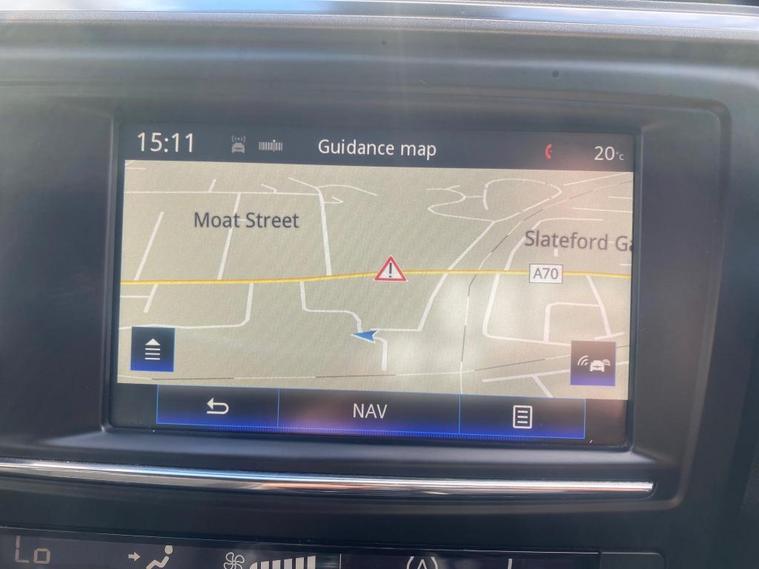 15:11 Guidance map 20°c
Moat Street
Slateford Ga
A70
NAV
Lo